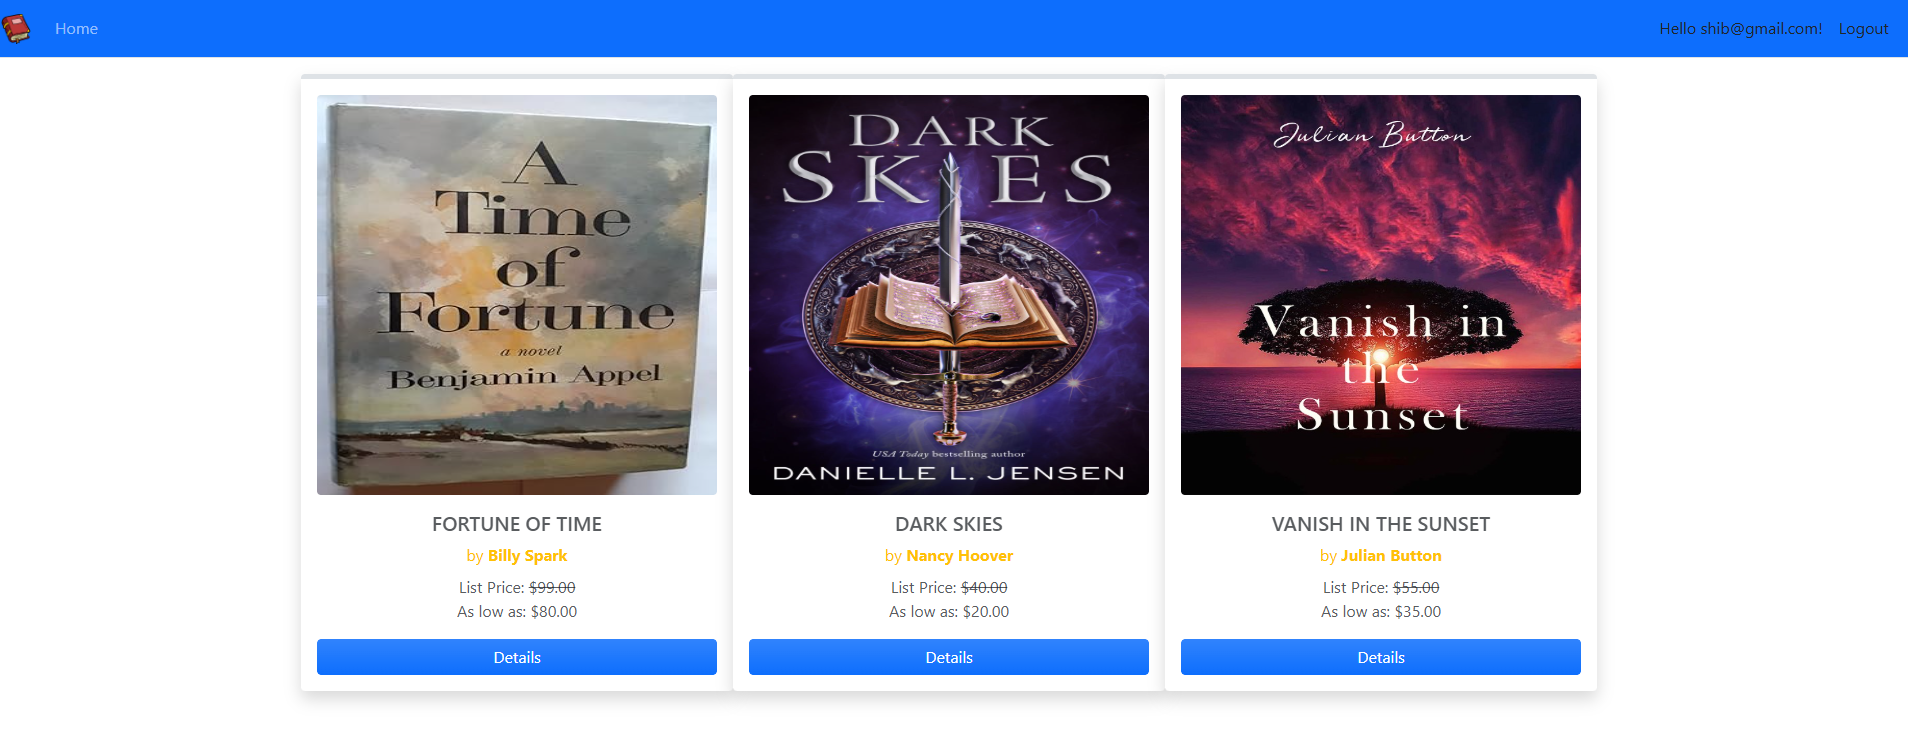 Home
Hello shib@gmail.com!
Logout
A
Time
of
Fortune
a novel
Benjamin Appel
FORTUNE OF TIME
by Billy Spark
List Price: $99.00
As low as: $80.00
Details
DARK
SKIES
USA Today bestselling author
DANIELLE L. JENSEN
DARK SKIES
by Nancy Hoover
List Price: $40.00
As low as: $20.00
Details
Julian Button
Vanish in
the
Sunset
VANISH IN THE SUNSET
by Julian Button
List Price: $55.00
As low as: $35.00
Details